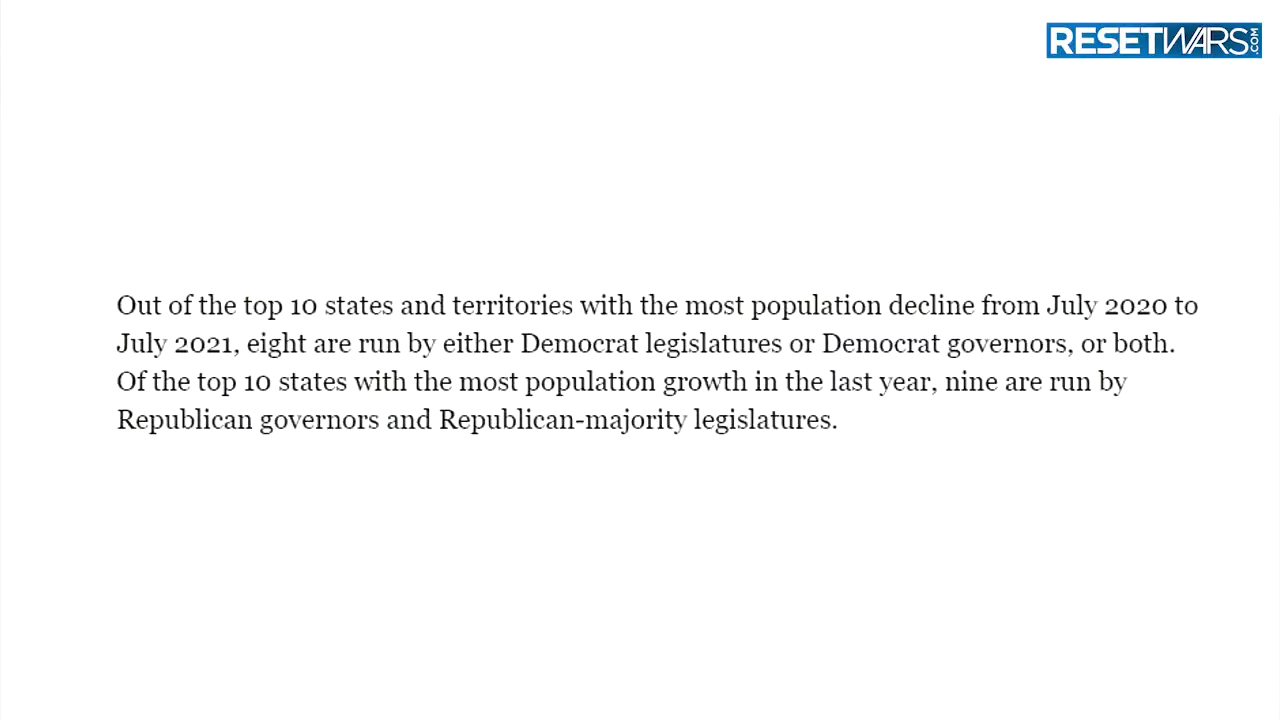 RESETWARS.COM
Out of the top 10 states and territories with the most population decline from July 2020 to
July 2021, eight are run by either Democrat legislatures or Democrat governors, or both.
Of the top 10 states with the most population growth in the last year, nine are run by
Republican governors and Republican-majority legislatures.